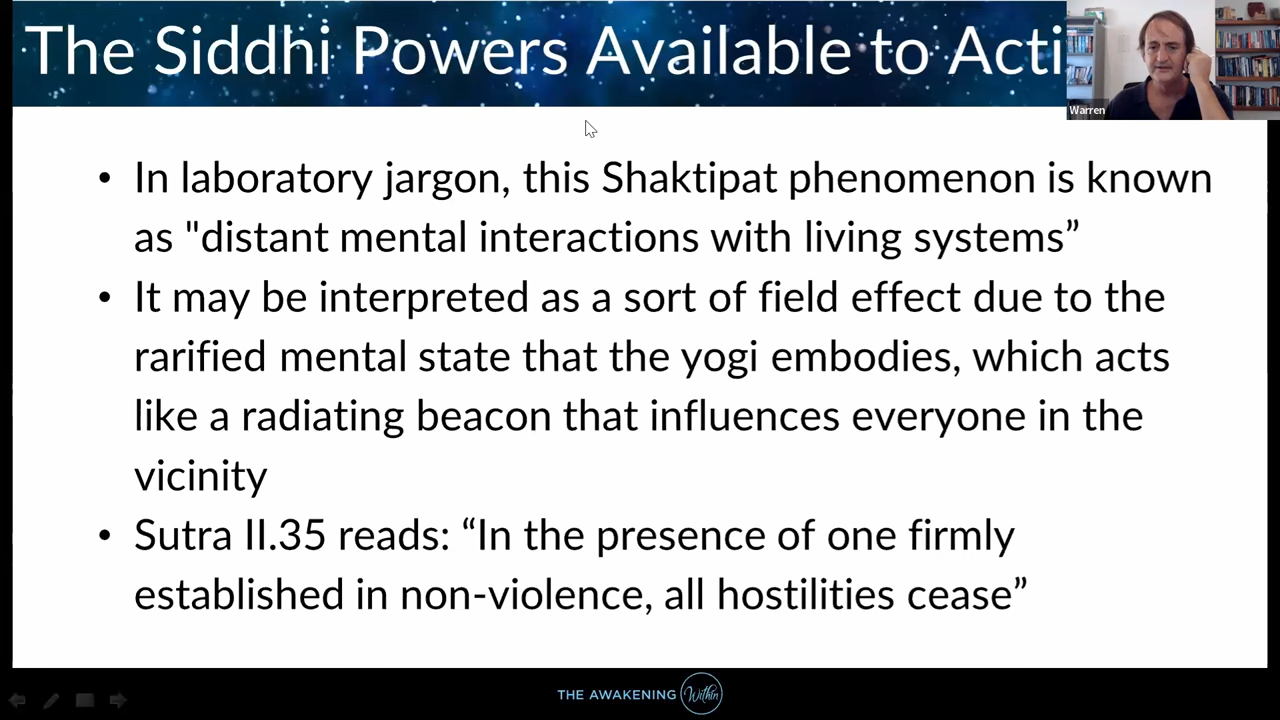 The Siddhi Powers Available to Acti
Warren
• In laboratory jargon, this Shaktipat phenomenon is known
as "distant mental interactions with living systems”
• It may be interpreted as a sort of field effect due to the
rarified mental state that the yogi embodies, which acts
like a radiating beacon that influences everyone in the
vicinity
• Sutra II.35 reads: “In the presence of one firmly
established in non-violence, all hostilities cease”
THE AWAKENING Within